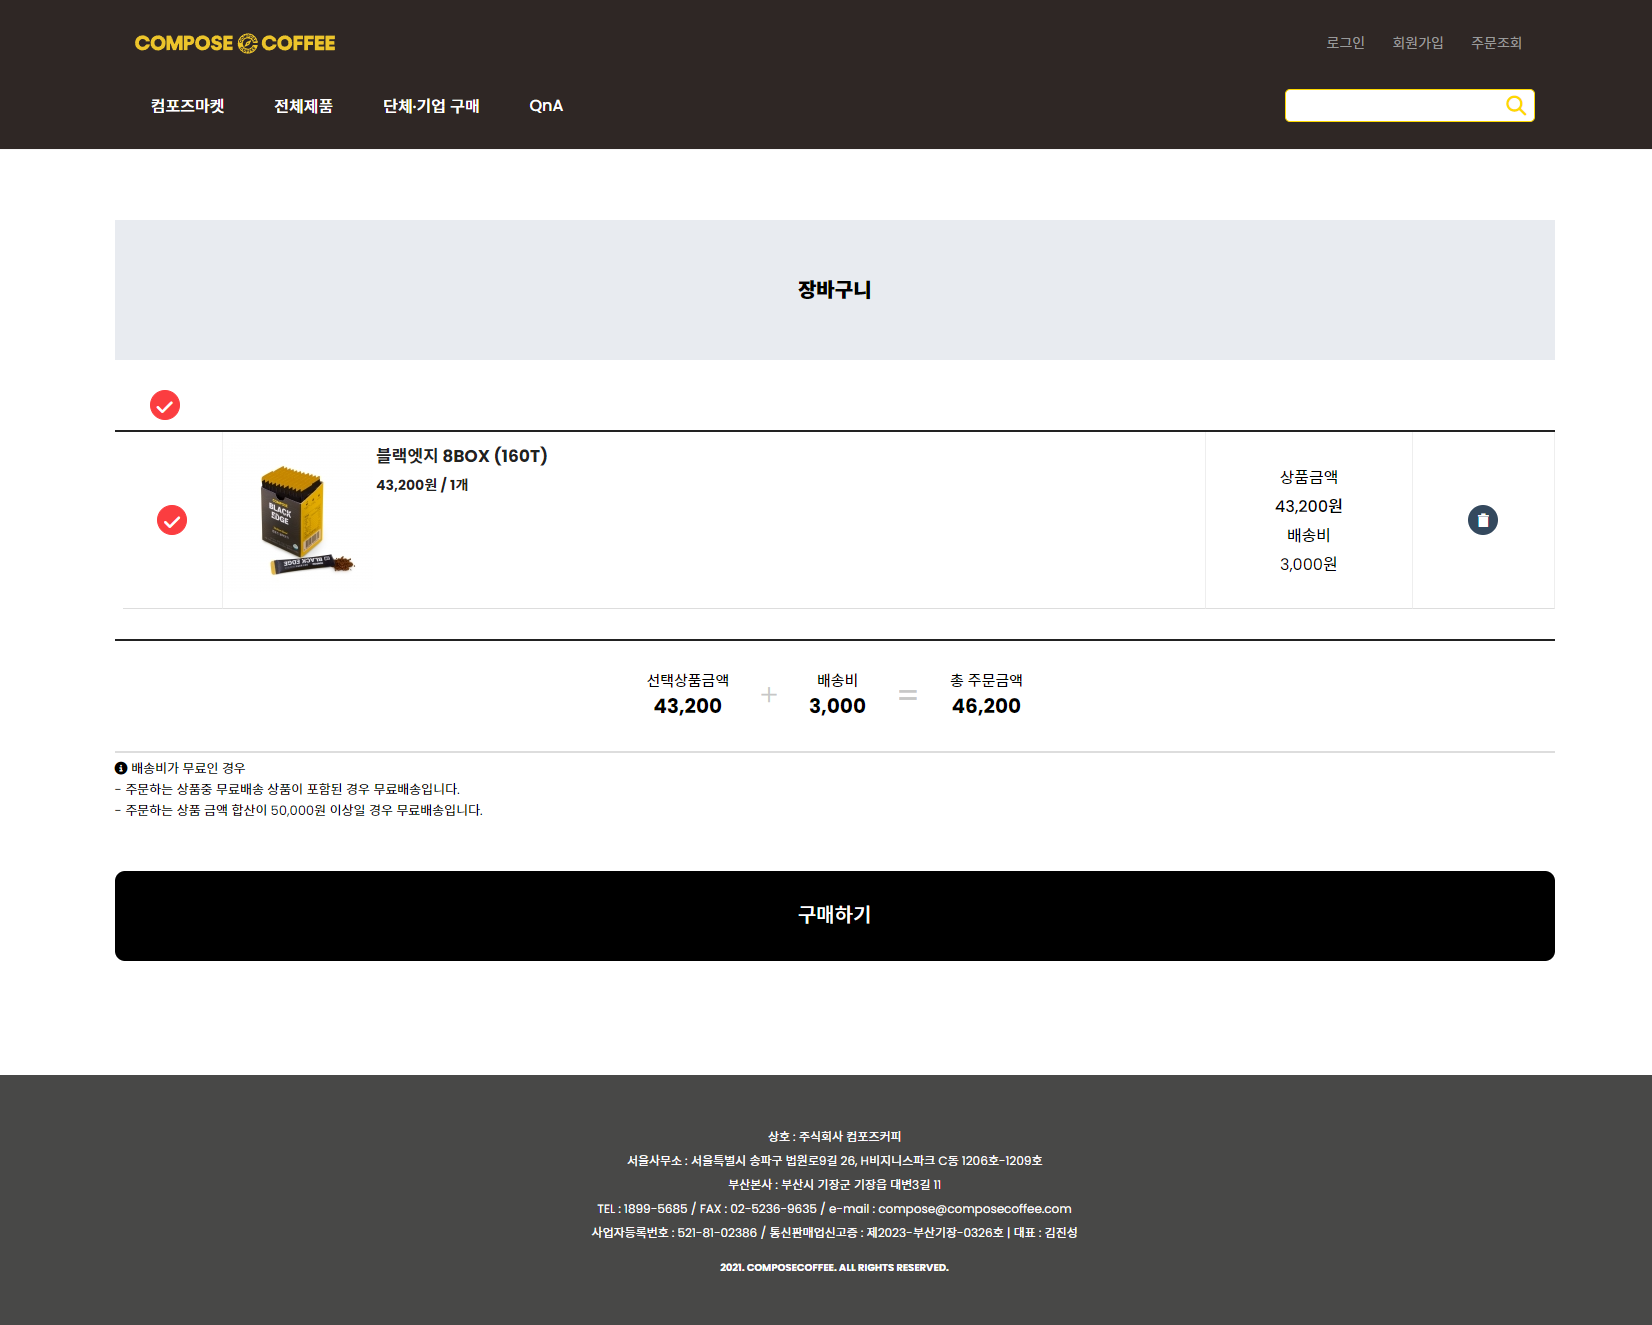 COMPOSE COFFEE
로그인 회원가입 주문조회
컴포즈마켓 전체제품 단체·기업 구매 QnA
장바구니
블랙엣지 8BOX (160T)
43,200원 / 1개
COMPOSE
BLACK EDGE
BLACK EDGE
상품금액
43,200원
배송비
3,000원
선택상품금액 배송비 총 주문금액
43,200 + 3,000 = 46,200
배송비가 무료인 경우
- 주문하는 상품중 무료배송 상품이 포함된 경우 무료배송입니다.
- 주문하는 상품 금액 합산이 50,000원 이상일 경우 무료배송입니다.
구매하기
상호 : 주식회사 컴포즈커피
서울사무소 : 서울특별시 송파구 법원로9길 26, H비지니스파크 C동 1206호-1209호
부산본사 : 부산시 기장군 기장읍 대변3길 11
TEL : 1899-5685 / FAX : 02-5236-9635 / e-mail : compose@composecoffee.com
사업자등록번호 : 521-81-02386 / 통신판매업신고증 : 제2023-부산기장-0326호 | 대표 : 김진성
2021. COMPOSECOFFEE. ALL RIGHTS RESERVED.